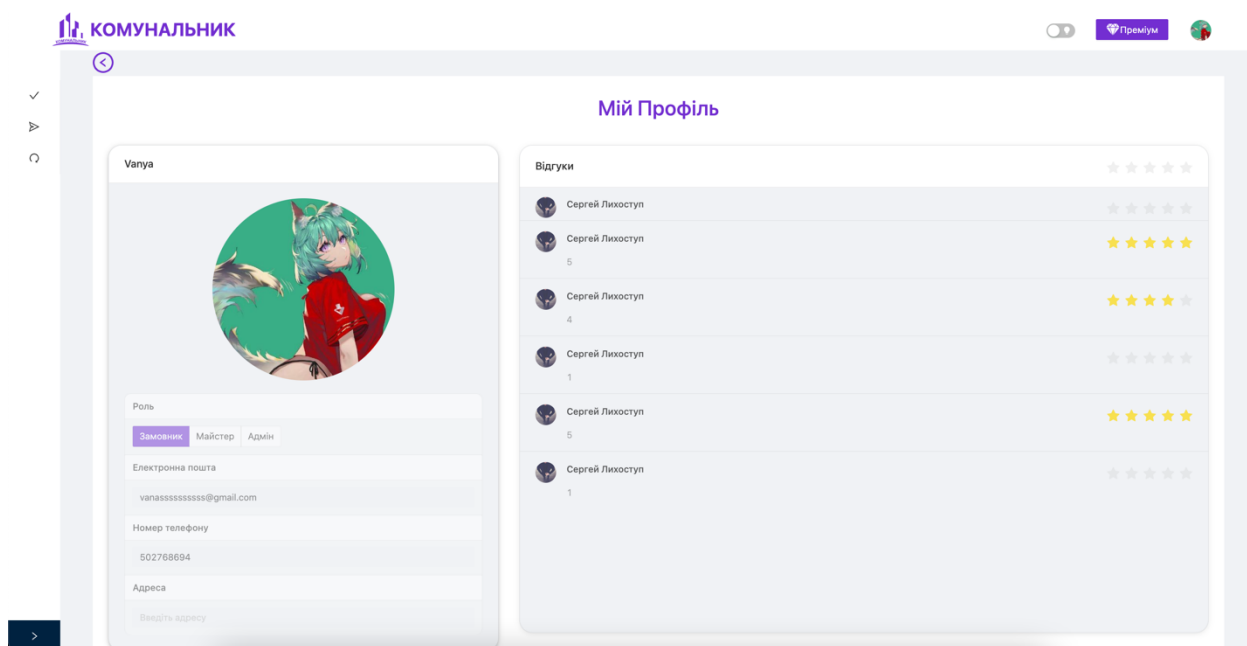 КОМУНАЛЬНИК
Преміум
Мій Профіль
Vanya
Роль
Замовник Майстер Адмін
Електронна пошта
vanassssssssss@gmail.com
Номер телефону
502768694
Адреса
Введіть адресу
Відгуки
Сергей Лихоступ
Сергей Лихоступ
5
Сергей Лихоступ
4
Сергей Лихоступ
1
Сергей Лихоступ
5
Сергей Лихоступ
1